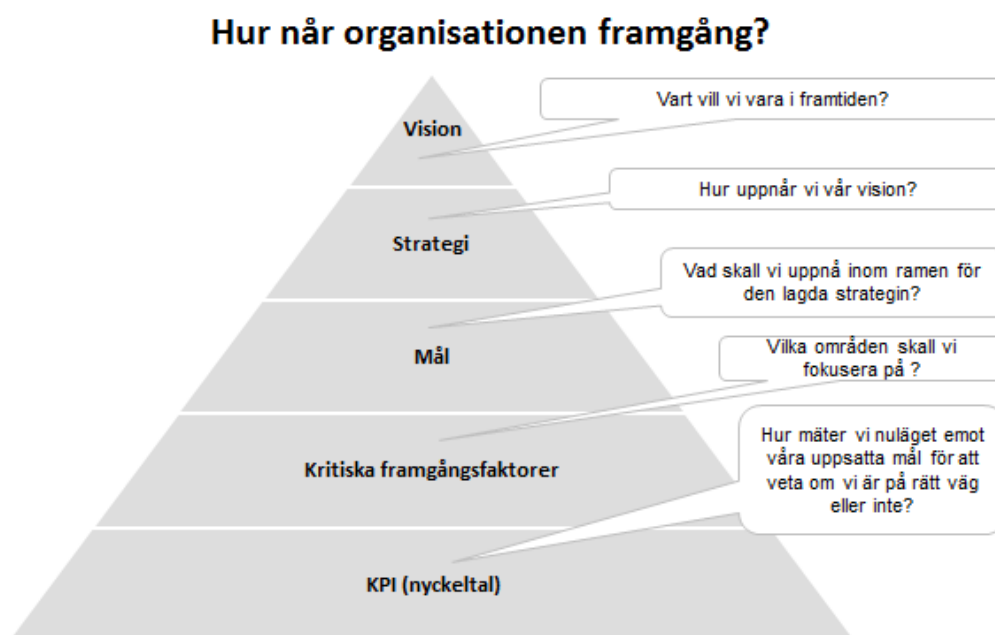 Hur når organisationen framgång?
Vart vill vi vara i framtiden?
Vision
Hur uppnår vi vår vision?
Strategi
Vad skall vi uppnå inom ramen för
den lagda strategin?
Mål
Vilka områden skall vi
fokusera på ?
Hur mäter vi nuläget emot
våra uppsatta mål för att
veta om vi är på rätt väg
eller inte?
Kritiska framgångsfaktorer
KPI (nyckeltal)